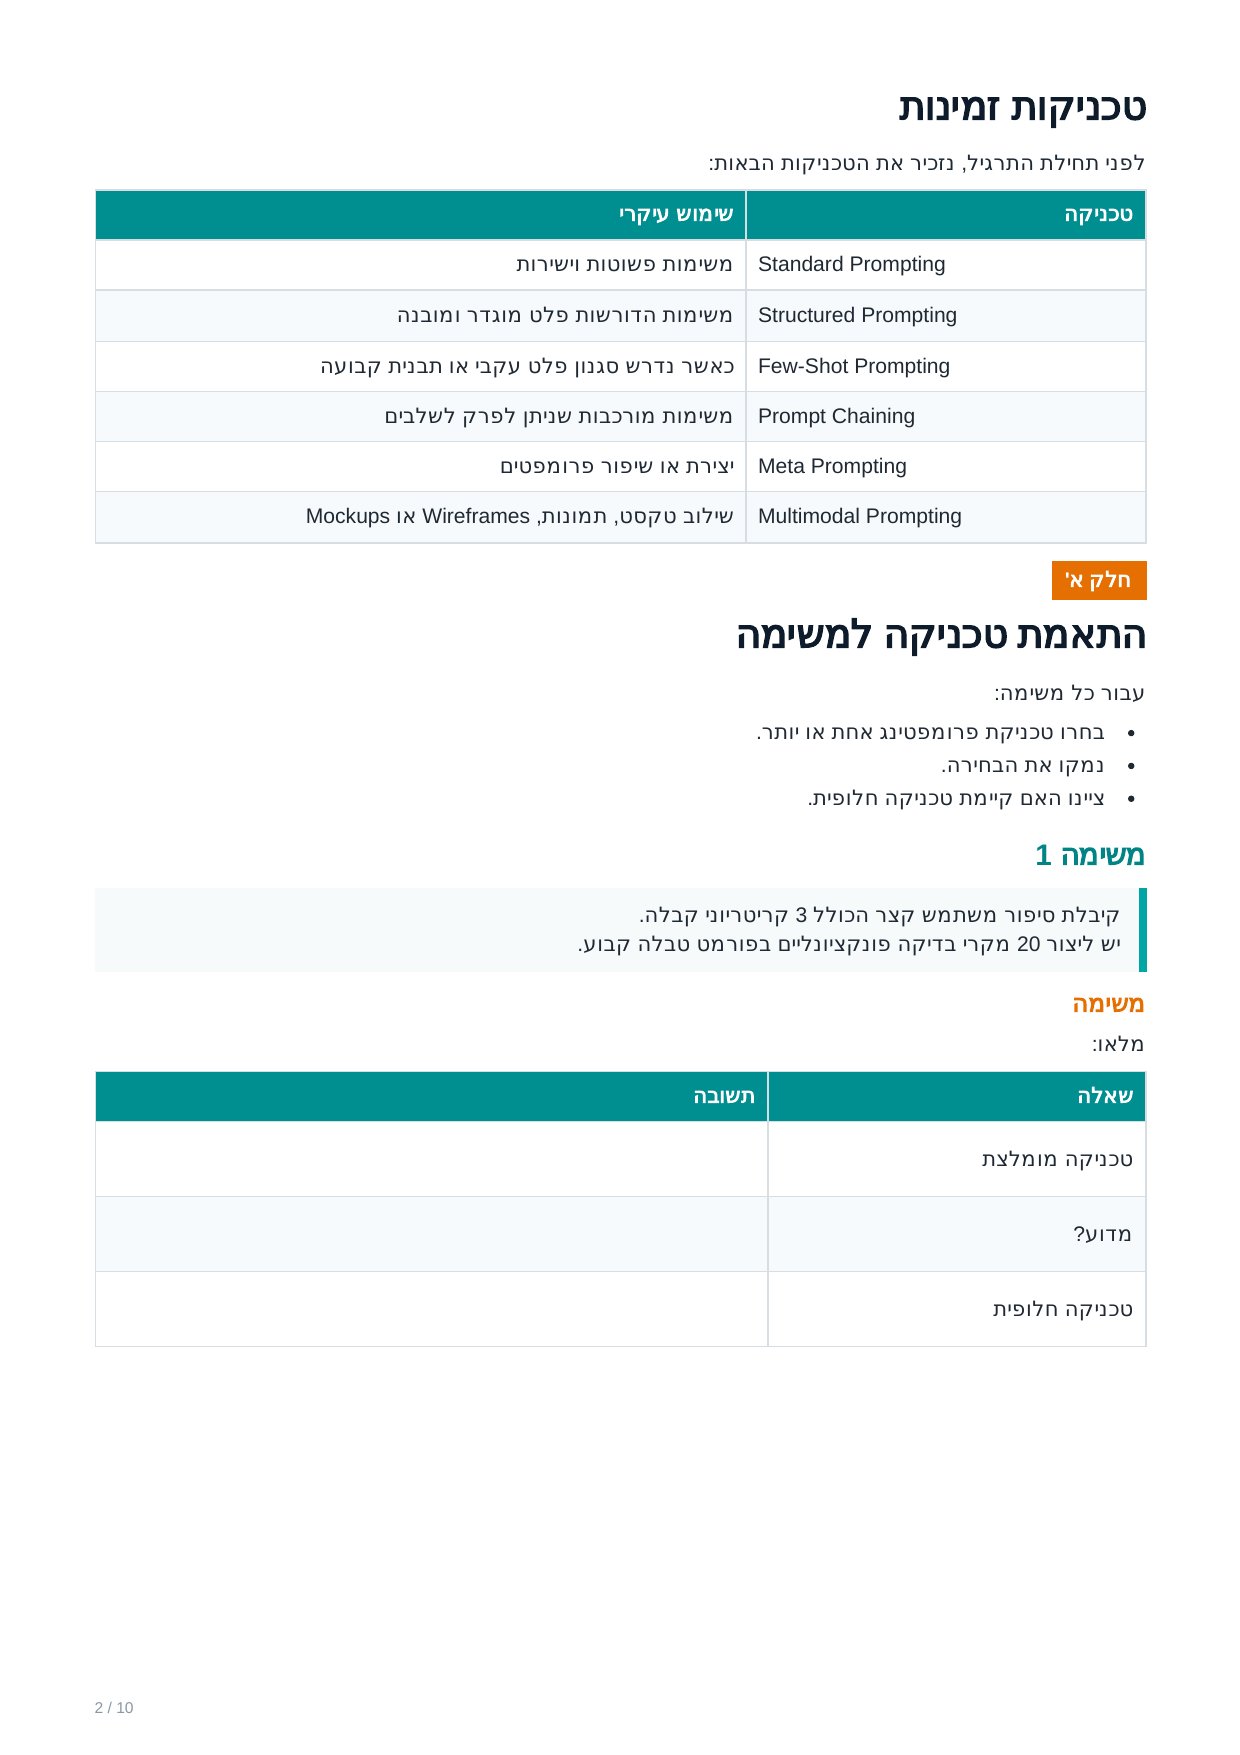 טכניקות זמינות
לפני תחילת התרגיל, נזכיר את הטכניקות הבאות:
טכניקה שימוש עיקרי
Standard Prompting משימות פשוטות וישירות
Structured Prompting משימות הדורשות פלט מוגדר ומובנה
Few-Shot Prompting כאשר נדרש סגנון פלט עקבי או תבנית קבועה
Prompt Chaining משימות מורכבות שניתן לפרק לשלבים
Meta Prompting יצירת או שיפור פרומפטים
Multimodal Prompting שילוב טקסט, תמונות, Wireframes או Mockups
חלק א'
התאמת טכניקה למשימה
עבור כל משימה:
• בחרו טכניקת פרומפטינג אחת או יותר.
• נמקו את הבחירה.
• ציינו האם קיימת טכניקה חלופית.
משימה 1
קיבלת סיפור משתמש קצר הכולל 3 קריטריוני קבלה.
יש ליצור 20 מקרי בדיקה פונקציונליים בפורמט טבלה קבוע.
משימה
מלאו:
שאלה תשובה
טכניקה מומלצת
מדוע?
טכניקה חלופית
2 / 10